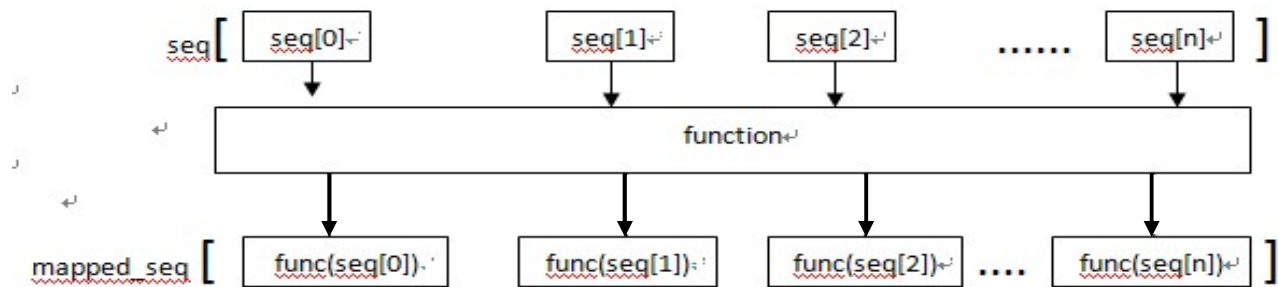 seq[ seq[0] seq[1] seq[2] ...... seq[n] ]
function
mapped_seq [ func(seq[0]) func(seq[1]) func(seq[2]) .... func(seq[n]) ]